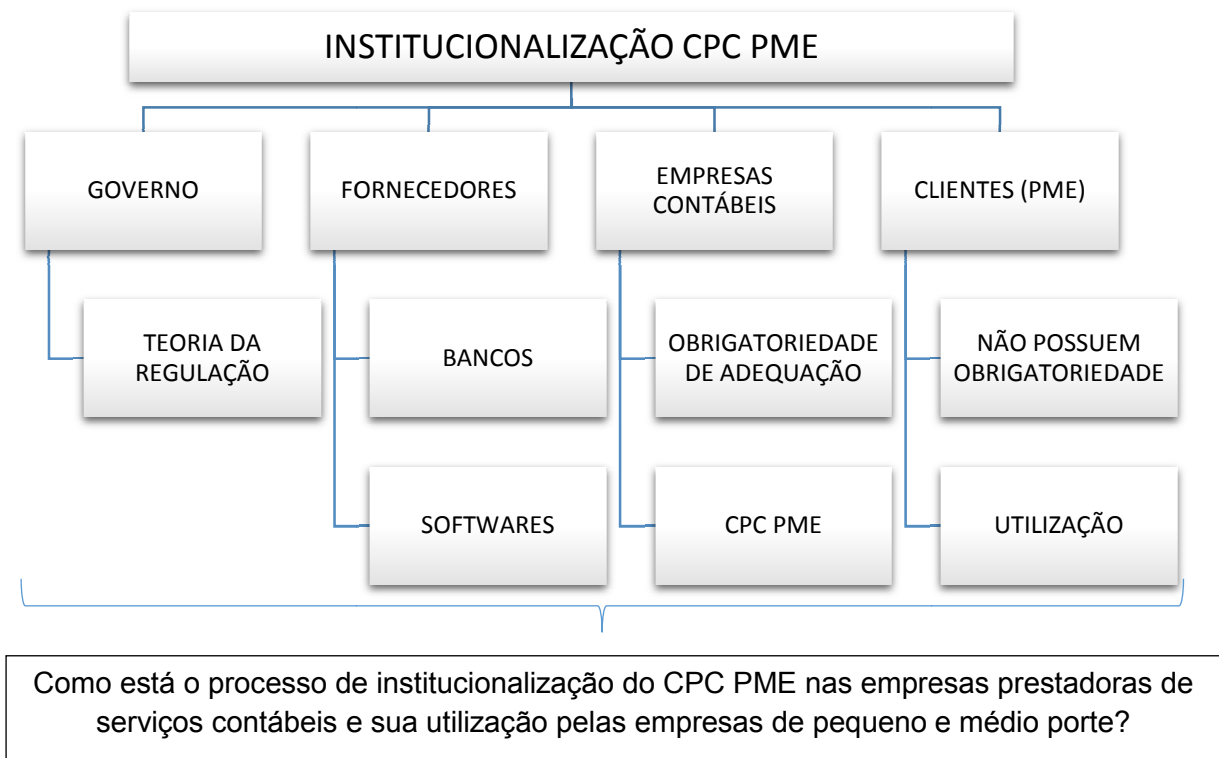 INSTITUCIONALIZAÇÃO CPC PME
GOVERNO
FORNECEDORES
EMPRESAS
CONTÁBEIS
CLIENTES (PME)
TEORIA DA
REGULAÇÃO
BANCOS
OBRIGATORIEDADE
DE ADEQUAÇÃO
NÃO POSSUEM
OBRIGATORIEDADE
SOFTWARES
CPC PME
UTILIZAÇÃO
Como está o processo de institucionalização do CPC PME nas empresas prestadoras de
serviços contábeis e sua utilização pelas empresas de pequeno e médio porte?